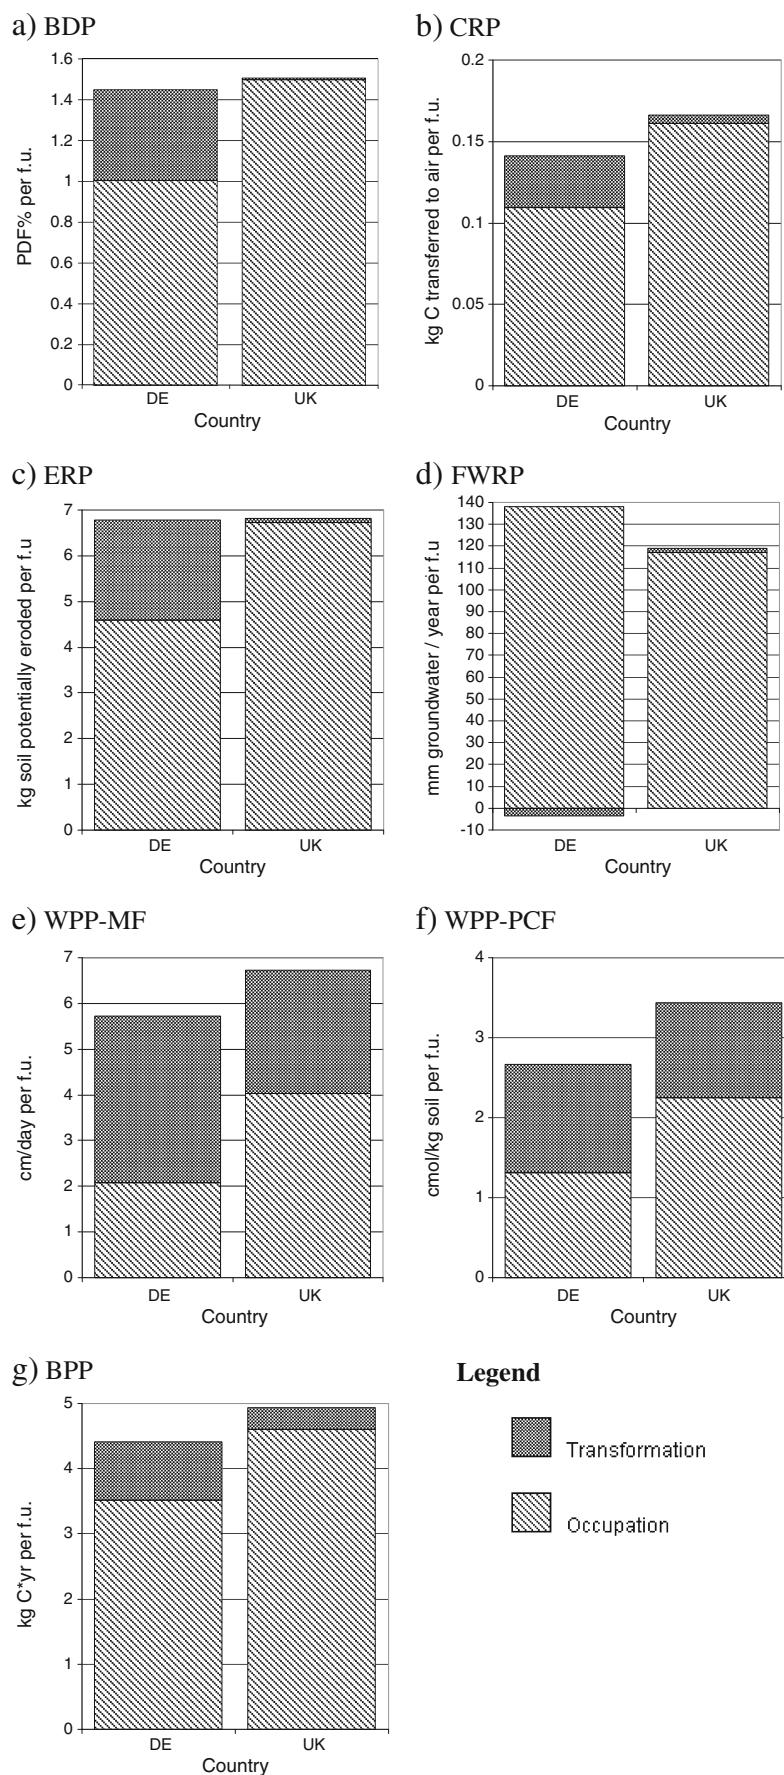 a) BDP
1.6
1.4
1.2
1
0.8
0.6
0.4
0.2
0
PDF% per f.u.
DE UK
Country
b) CRP
0.2
0.15
0.1
0.05
0
kg C transferred to air per f.u.
DE UK
Country
c) ERP
7
6
5
4
3
2
1
0
kg soil potentially eroded per f.u
DE UK
Country
d) FWRP
140
130
120
110
100
90
80
70
60
50
40
30
20
10
0
-10
mm groundwater / year per f.u
DE UK
Country
e) WPP-MF
7
6
5
4
3
2
1
0
cm/day per f.u.
DE UK
Country
f) WPP-PCF
4
3
2
1
0
cmol/kg soil per f.u.
DE UK
Country
g) BPP
5
4
3
2
1
0
kg C*yr per f.u.
DE UK
Country
Legend
Transformation
Occupation